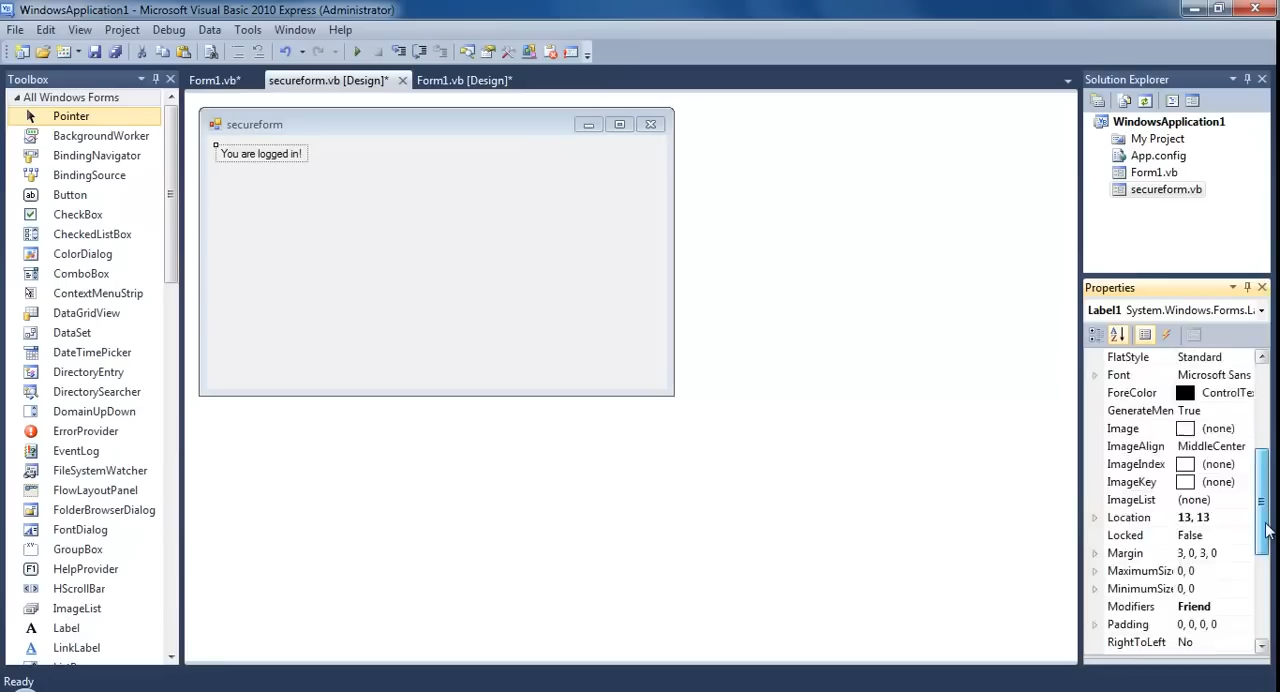 WindowsApplication1 - Microsoft Visual Basic 2010 Express (Administrator)
File Edit View Project Debug Data Tools Window Help
Toolbox
All Windows Forms
Pointer
BackgroundWorker
BindingNavigator
BindingSource
Button
CheckBox
CheckedListBox
ColorDialog
ComboBox
ContextMenuStrip
DataGridView
DataSet
DateTimePicker
DirectoryEntry
DirectorySearcher
DomainUpDown
ErrorProvider
EventLog
FileSystemWatcher
FlowLayoutPanel
FolderBrowserDialog
FontDialog
GroupBox
HelpProvider
HScrollBar
ImageList
Label
LinkLabel
Form1.vb* secureform.vb [Design]* Form1.vb [Design]*
secureform
You are logged in!
Solution Explorer
WindowsApplication1
My Project
App.config
Form1.vb
secureform.vb
Properties
Label1 System.Windows.Forms.La
FlatStyle Standard
Font Microsoft Sans
ForeColor ControlTe
GenerateMen True
Image (none)
ImageAlign MiddleCenter
ImageIndex (none)
ImageKey (none)
ImageList (none)
Location 13, 13
Locked False
Margin 3, 0, 3, 0
MaximumSize 0, 0
MinimumSize 0, 0
Modifiers Friend
Padding 0, 0, 0, 0
RightToLeft No
Ready